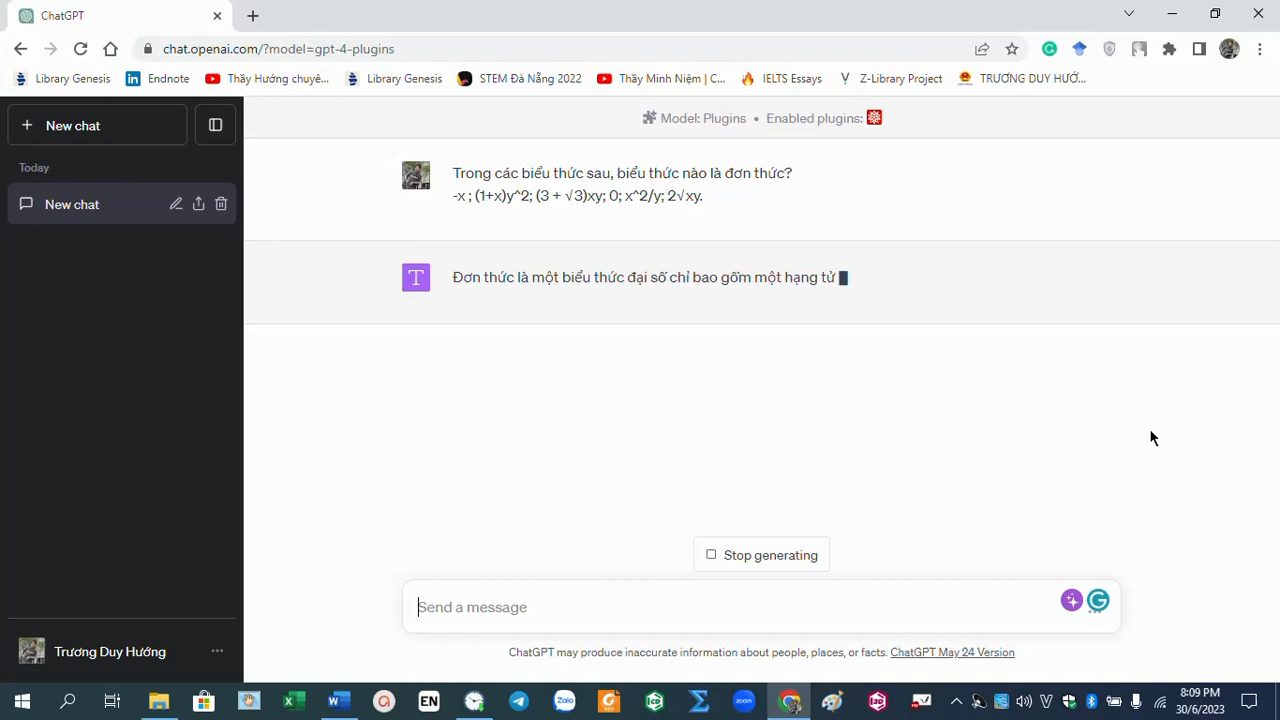 ChatGPT
chat.openai.com/?model=gpt-4-plugins
Library Genesis
Endnote
Thầy Hướng chuyê...
Library Genesis
STEM Đà Nẵng 2022
Thầy Minh Niệm | C...
IELTS Essays
Z-Library Project
TRƯƠNG DUY HƯỚ...
New chat
Model: Plugins • Enabled plugins:
Today
New chat
Trong các biểu thức sau, biểu thức nào là đơn thức?
-x ; (1+x)y^2; (3 + √3)xy; 0; x^2/y; 2√xy.
T
Đơn thức là một biểu thức đại số chỉ bao gồm một hạng tử
Stop generating
Send a message
Trương Duy Hướng
ChatGPT may produce inaccurate information about people, places, or facts. ChatGPT May 24 Version
EN
Zalo
zoom
8:09 PM
30/6/2023